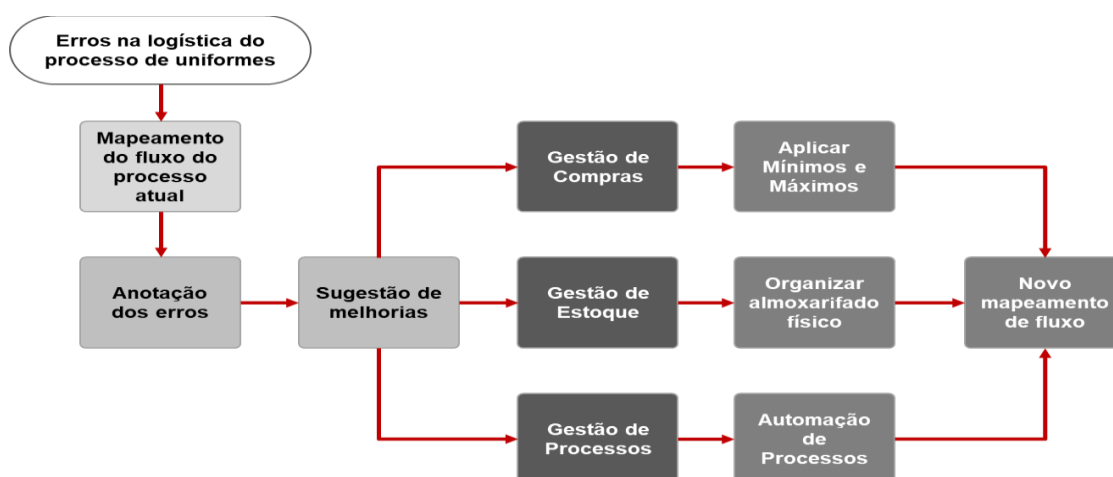 Erros na logística do
processo de uniformes
Mapeamento
do fluxo do
processo
atual
Anotação
dos erros
Sugestão de
melhorias
Gestão de
Compras
Aplicar
Mínimos e
Máximos
Gestão de
Estoque
Organizar
almoxarifado
físico
Gestão de
Processos
Automação
de
Processos
Novo
mapeamento
de fluxo